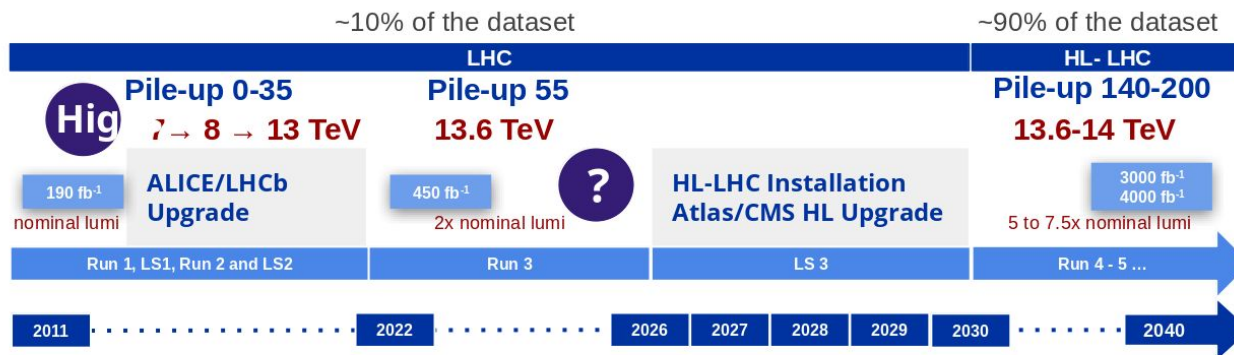 ~10% of the dataset
~90% of the dataset
LHC
HL- LHC
Hig
Pile-up 0-35
Pile-up 55
Pile-up 140-200
7→ 8 → 13 TeV
13.6 TeV
13.6-14 TeV
190 fb⁻¹
ALICE/LHCb
Upgrade
450 fb⁻¹
?
HL-LHC Installation
Atlas/CMS HL Upgrade
3000 fb⁻¹
4000 fb⁻¹
nominal lumi
2x nominal lumi
5 to 7.5x nominal lumi
Run 1, LS1, Run 2 and LS2
Run 3
LS 3
Run 4 - 5 ...
2011
2022
2026
2027
2028
2029
2030
2040